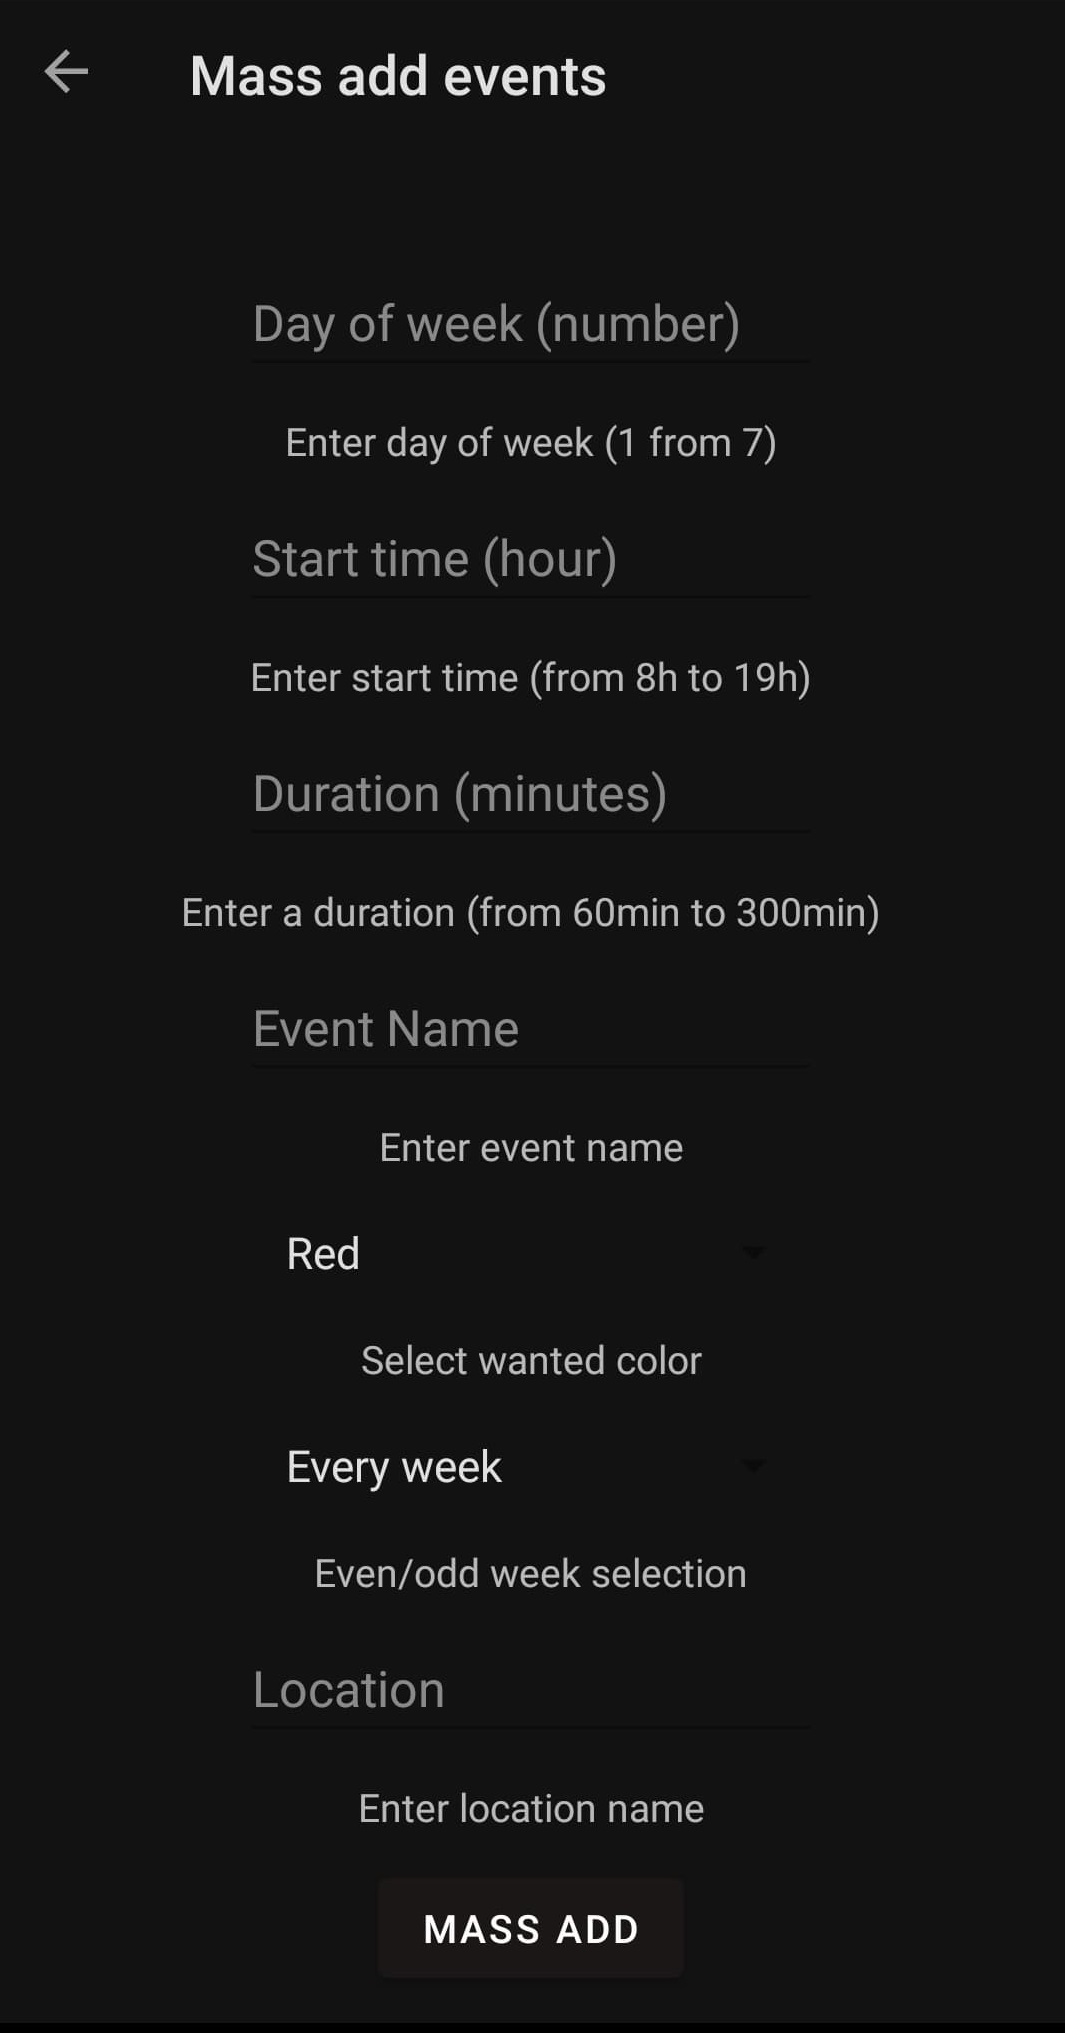 Mass add events
Day of week (number)
Enter day of week (1 from 7)
Start time (hour)
Enter start time (from 8h to 19h)
Duration (minutes)
Enter a duration (from 60min to 300min)
Event Name
Enter event name
Red
Select wanted color
Every week
Even/odd week selection
Location
Enter location name
MASS ADD